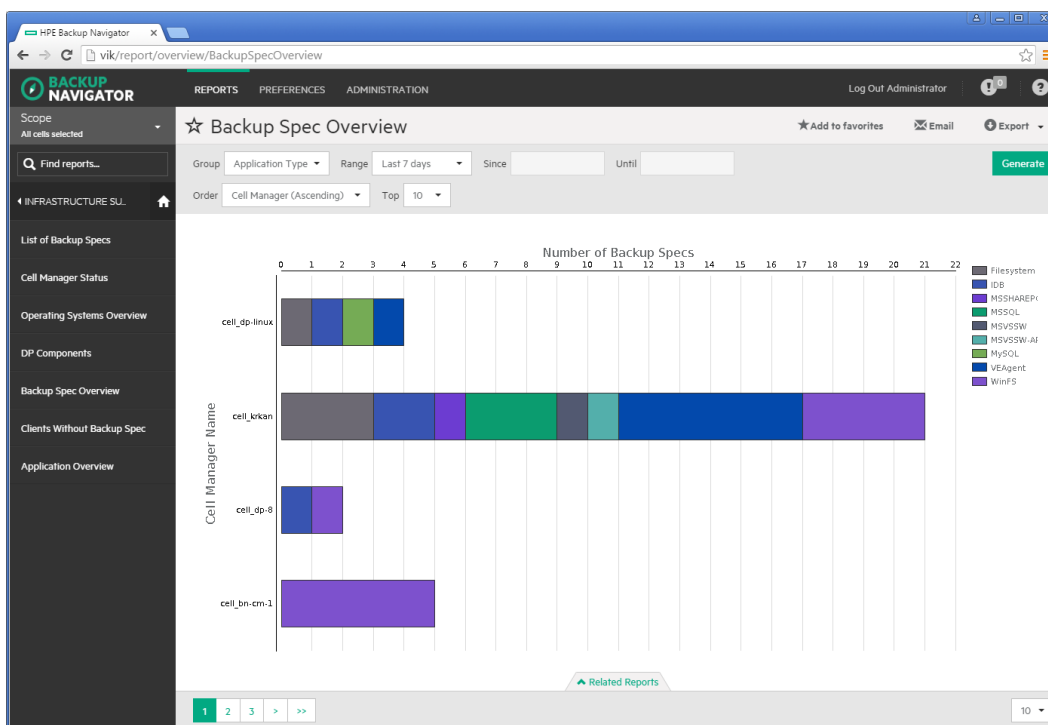 HPE Backup Navigator
vik/report/overview/BackupSpecOverview
BACKUP
NAVIGATOR
REPORTS PREFERENCES ADMINISTRATION
Log Out Administrator
0
Scope
All cells selected
Backup Spec Overview
Add to favorites Email Export
Find reports...
Group Application Type Range Last 7 days Since Until
Generate
Order Cell Manager (Ascending) Top 10
INFRASTRUCTURE SU..
List of Backup Specs
Cell Manager Status
Operating Systems Overview
DP Components
Backup Spec Overview
Clients Without Backup Spec
Application Overview
Number of Backup Specs
0 1 2 3 4 5 6 7 8 9 10 11 12 13 14 15 16 17 18 19 20 21 22
Cell Manager Name
cell_dp-linux
cell_krkan
cell_dp-8
cell_bn-cm-1
Filesystem
IDB
MSSQL
MSVSSW
MySQL
VEAgent
WinFS
Related Reports
1 2 3 > >>
10